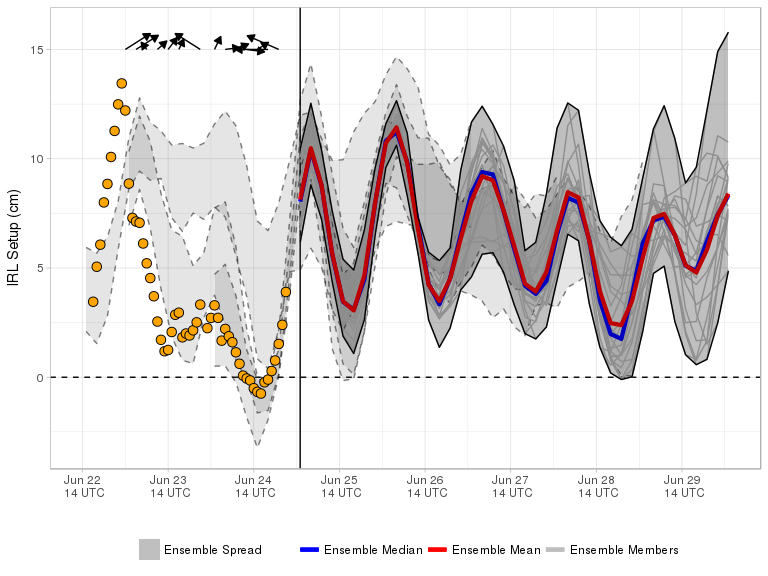 15
10
5
0
IRL Setup (cm)
Jun 22 Jun 23 Jun 24 Jun 25 Jun 26 Jun 27 Jun 28 Jun 29
14 UTC 14 UTC 14 UTC 14 UTC 14 UTC 14 UTC 14 UTC 14 UTC
Ensemble Spread Ensemble Median Ensemble Mean Ensemble Members